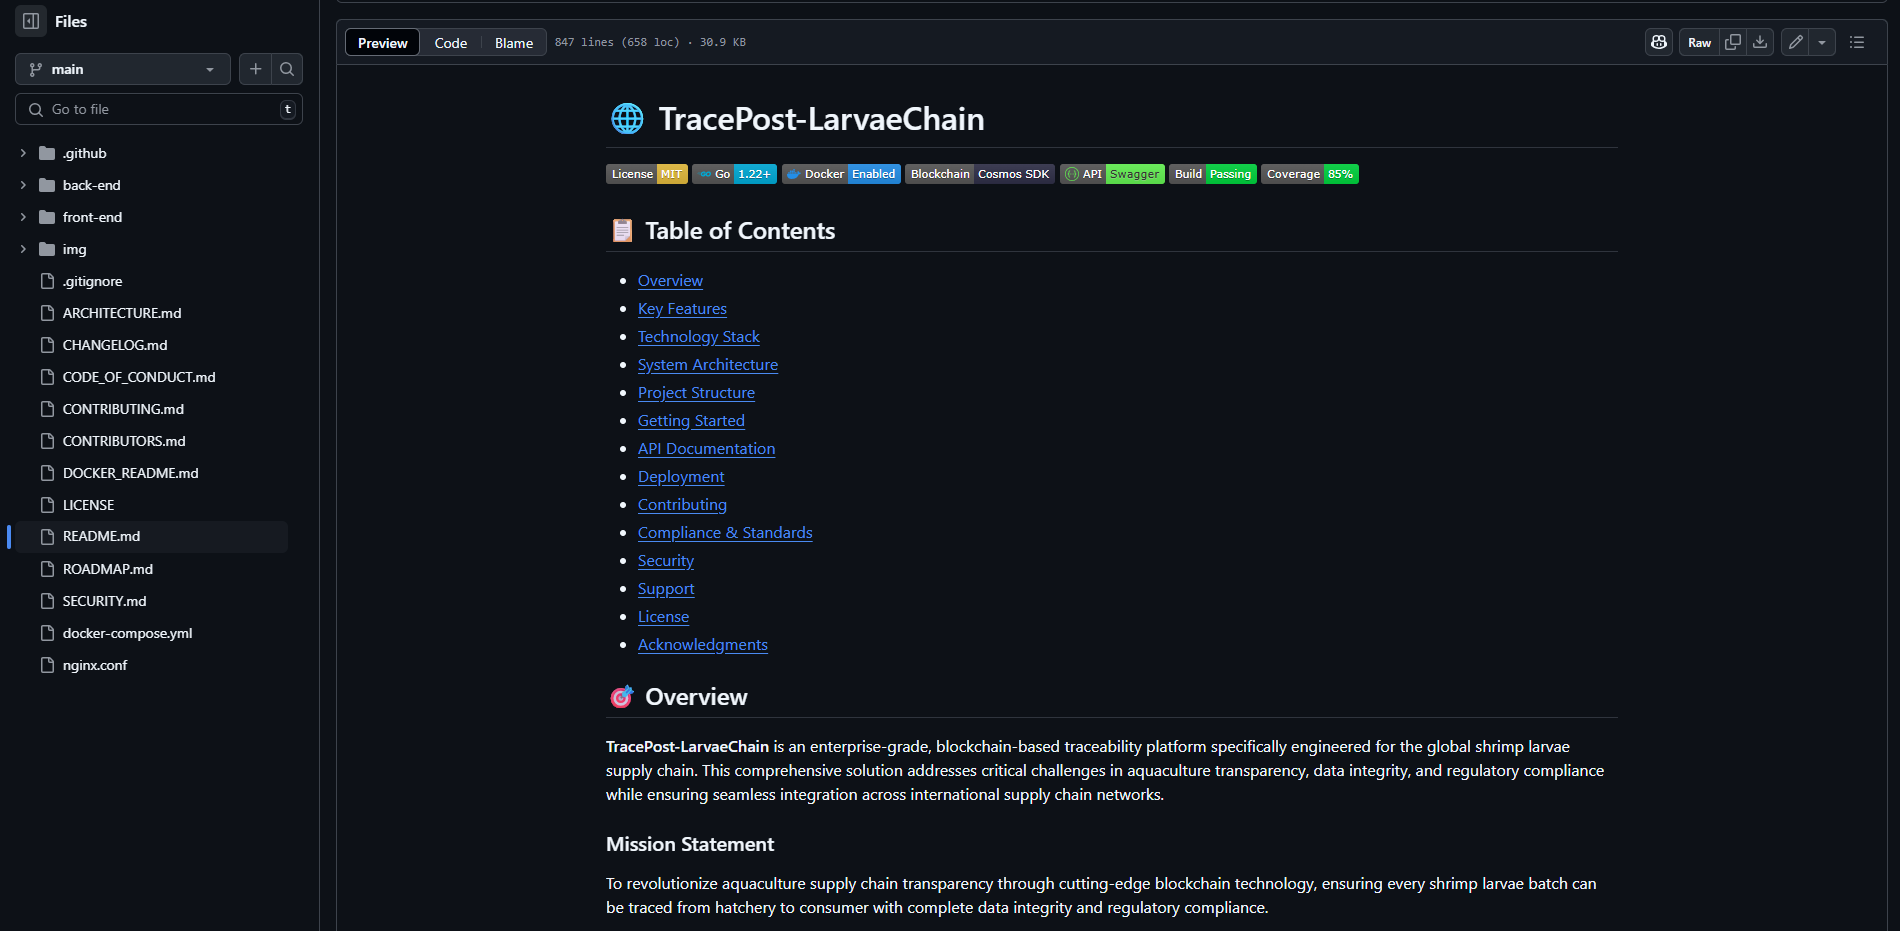 Files
main
Go to file
t
.github
back-end
front-end
img
.gitignore
ARCHITECTURE.md
CHANGELOG.md
CODE_OF_CONDUCT.md
CONTRIBUTING.md
CONTRIBUTORS.md
DOCKER_README.md
LICENSE
README.md
ROADMAP.md
SECURITY.md
docker-compose.yml
nginx.conf
Preview Code Blame 847 lines (658 loc) · 30.9 KB Raw
TracePost-LarvaeChain
License MIT GO Go 1.22+ Docker Enabled Blockchain Cosmos SDK API Swagger Build Passing Coverage 85%
Table of Contents
Overview
Key Features
Technology Stack
System Architecture
Project Structure
Getting Started
API Documentation
Deployment
Contributing
Compliance & Standards
Security
Support
License
Acknowledgments
Overview
TracePost-LarvaeChain is an enterprise-grade, blockchain-based traceability platform specifically engineered for the global shrimp larvae
supply chain. This comprehensive solution addresses critical challenges in aquaculture transparency, data integrity, and regulatory compliance
while ensuring seamless integration across international supply chain networks.
Mission Statement
To revolutionize aquaculture supply chain transparency through cutting-edge blockchain technology, ensuring every shrimp larvae batch can
be traced from hatchery to consumer with complete data integrity and regulatory compliance.